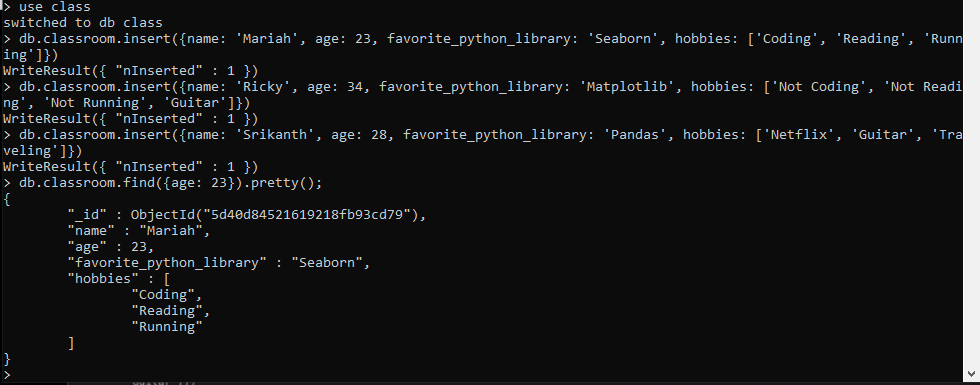 > use class
switched to db class
> db.classroom.insert({name: 'Mariah', age: 23, favorite_python_library: 'Seaborn', hobbies: ['Coding', 'Reading', 'Runn
ing']})
WriteResult({ "nInserted" : 1 })
> db.classroom.insert({name: 'Ricky', age: 34, favorite_python_library: 'Matplotlib', hobbies: ['Not Coding', 'Not Readi
ng', 'Not Running', 'Guitar']})
WriteResult({ "nInserted" : 1 })
> db.classroom.insert({name: 'Srikanth', age: 28, favorite_python_library: 'Pandas', hobbies: ['Netflix', 'Guitar', 'Tra
veling']})
WriteResult({ "nInserted" : 1 })
> db.classroom.find({age: 23}).pretty();
{
"_id" : ObjectId("5d40d84521619218fb93cd79"),
"name" : "Mariah",
"age" : 23,
"favorite_python_library" : "Seaborn",
"hobbies" : [
"Coding",
"Reading",
"Running"
]
}
>